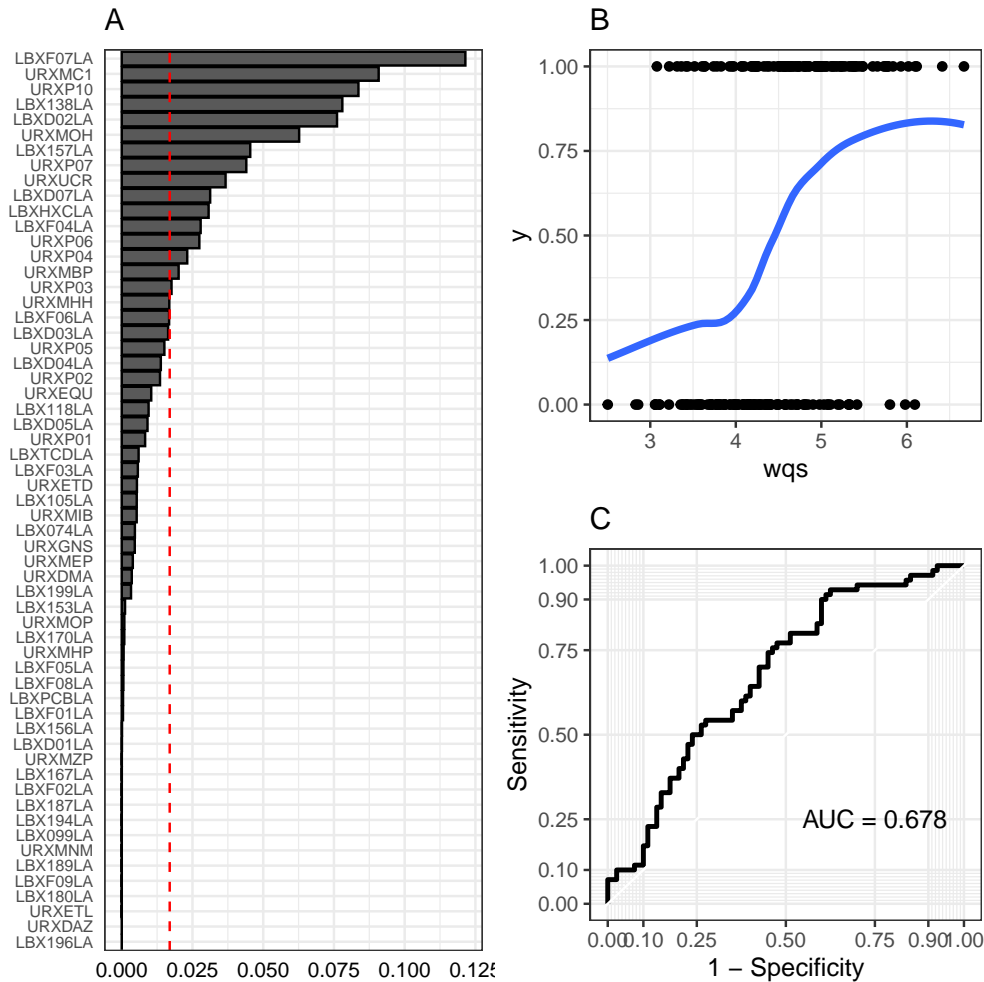 A
LBXF07LA
URXMC1
URXP10
LBX138LA
LBXD02LA
URXMOH
LBX157LA
URXP07
URXUCR
LBXD07LA
LBXHXCLA
LBXF04LA
URXP06
URXP04
URXMBP
URXP03
URXMHH
LBXF06LA
LBXD03LA
URXP05
LBXD04LA
URXP02
URXEQU
LBX118LA
LBXD05LA
URXP01
LBXTCDLA
LBXF03LA
URXETD
LBX105LA
URXMIB
LBX074LA
URXGNS
URXMEP
URXDMA
LBX199LA
LBX153LA
URXMOP
LBX170LA
URXMHP
LBXF05LA
LBXF08LA
LBXPCBLA
LBXF01LA
LBX156LA
LBXD01LA
URXMZP
LBX167LA
LBXF02LA
LBX187LA
LBX194LA
LBX099LA
URXMNM
LBX189LA
LBXF09LA
LBX180LA
URXETL
URXDAZ
LBX196LA
0.000 0.025 0.050 0.075 0.100 0.125
B
1.00
0.75
0.50
0.25
0.00
y
3 4 5 6
wqs
C
1.00
0.90
0.75
0.50
0.25
0.10
0.00
Sensitivity
AUC = 0.678
0.00 0.10 0.25 0.50 0.75 0.90 1.00
1 − Specificity